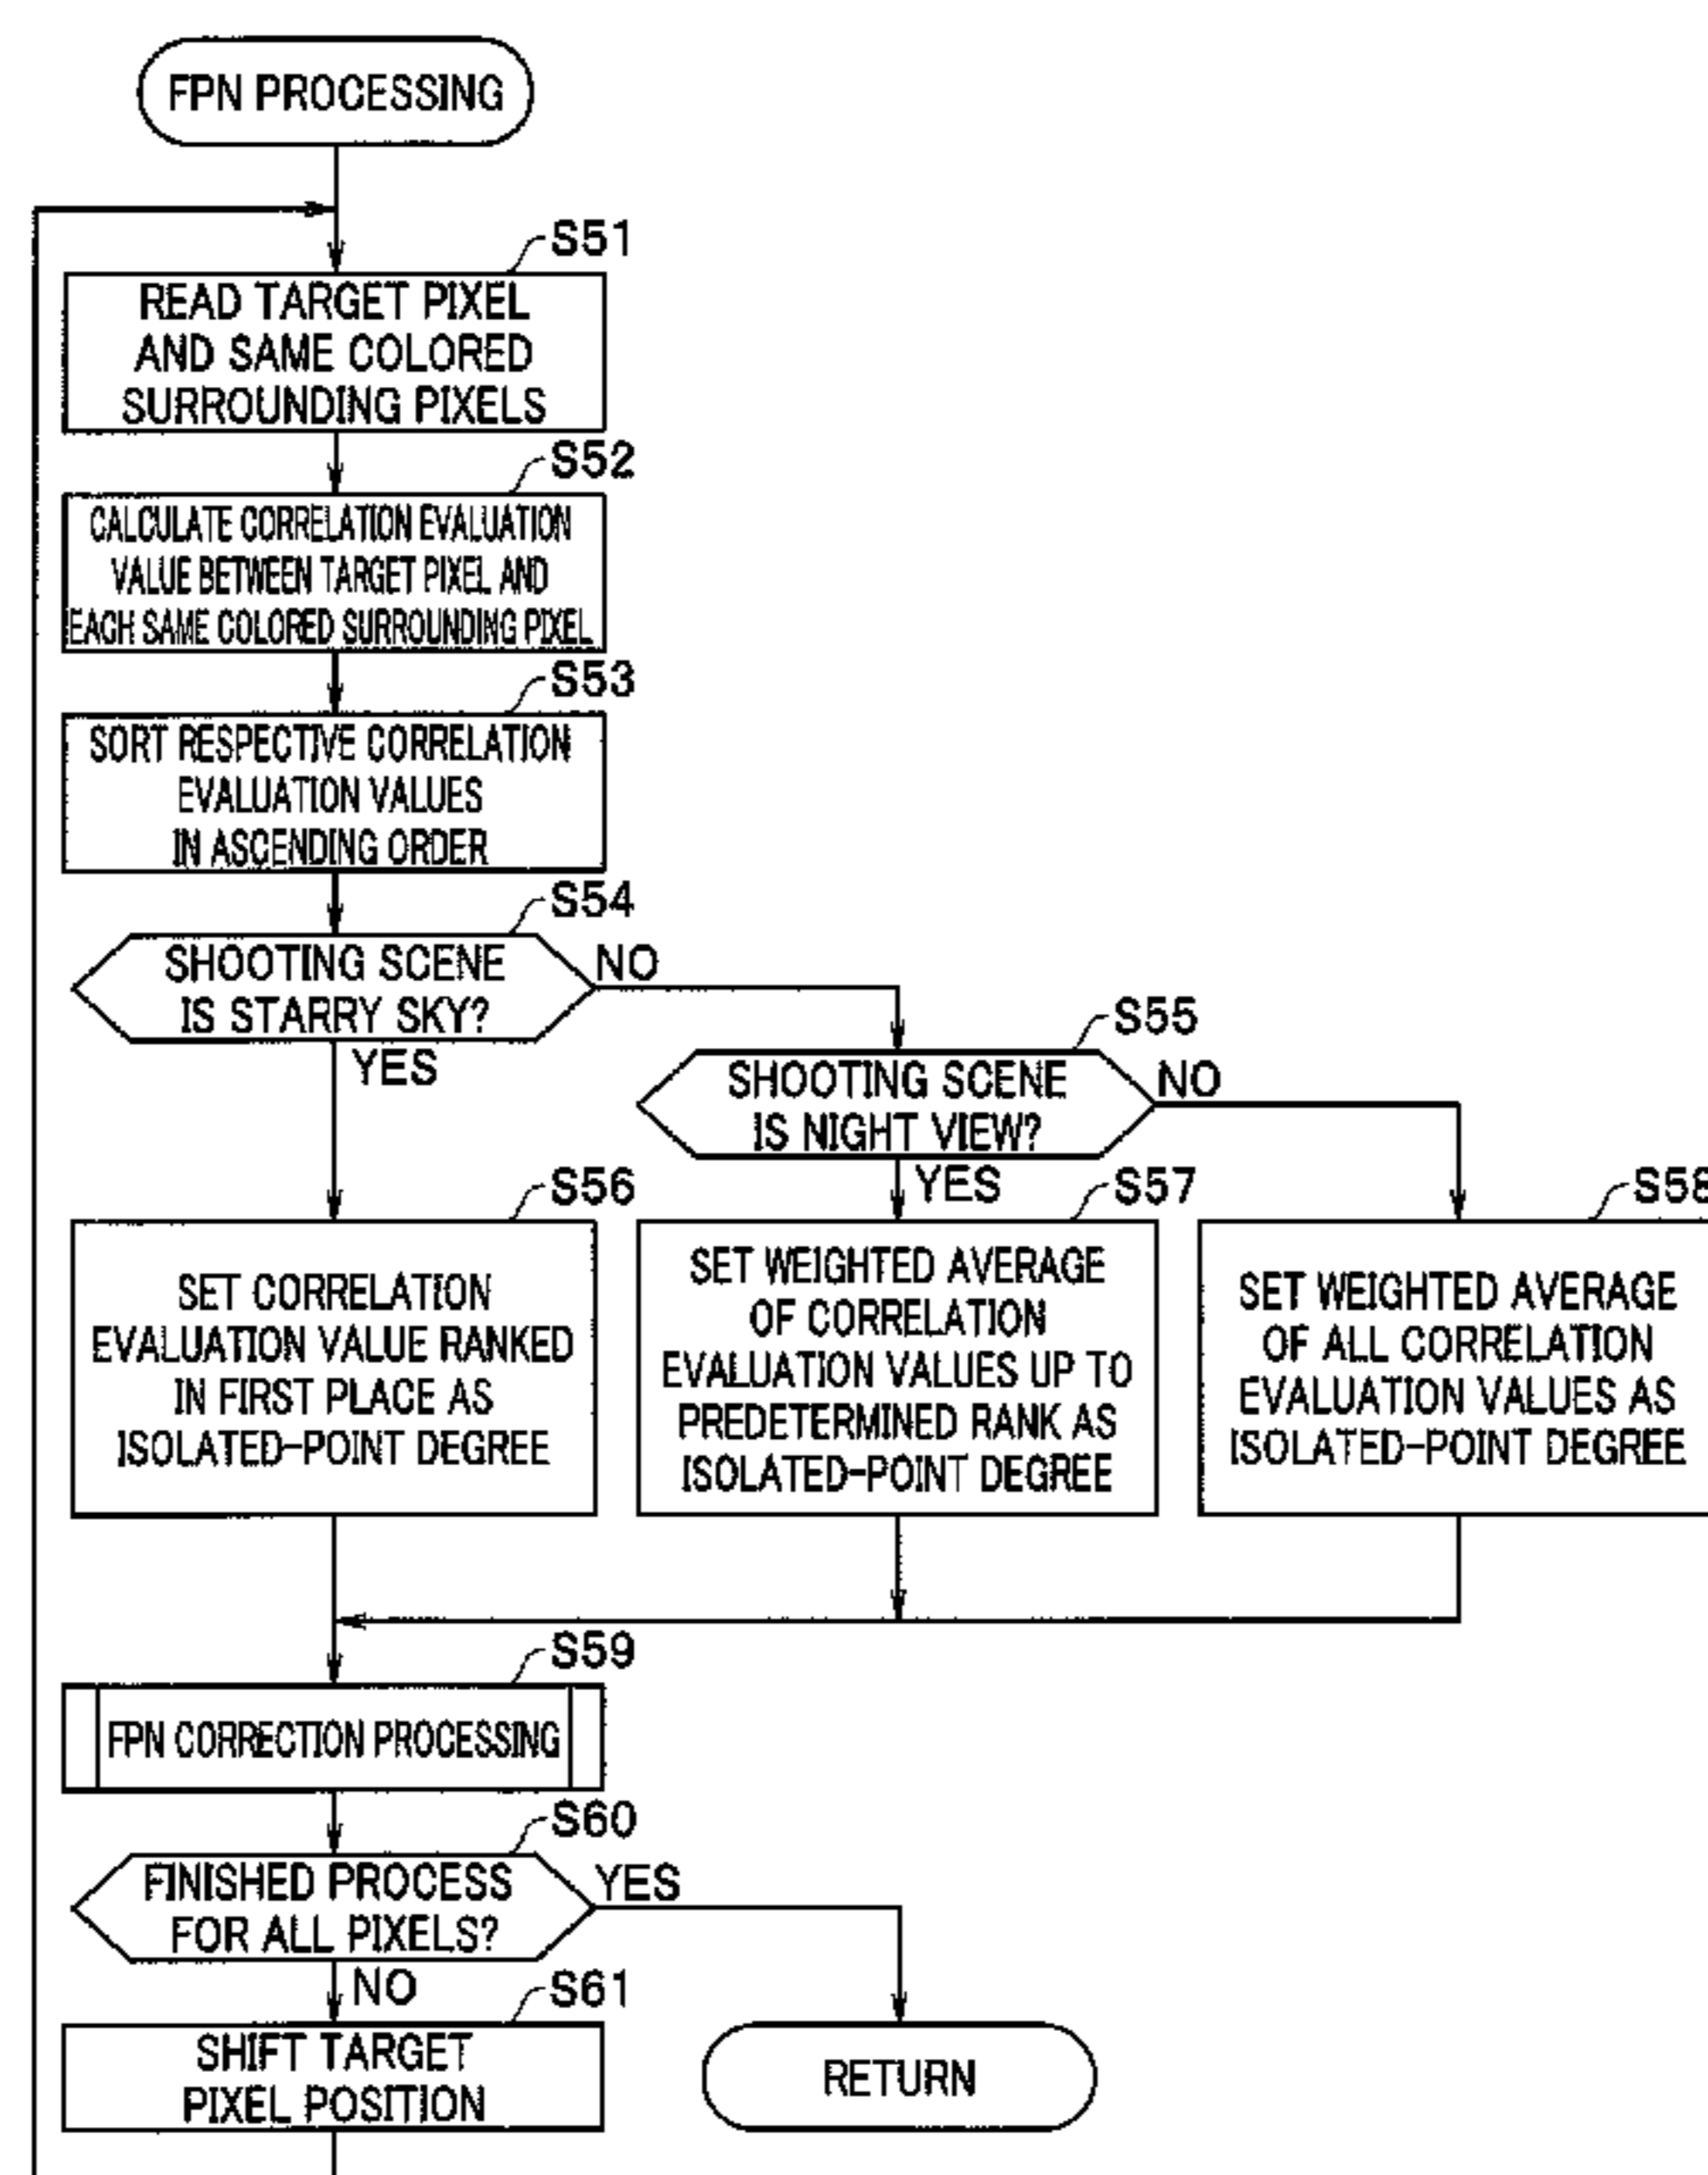 FPN PROCESSING
S51
READ TARGET PIXEL
AND SAME COLORED
SURROUNDING PIXELS
S52
CALCULATE CORRELATION EVALUATION
VALUE BETWEEN TARGET PIXEL AND
EACH SAME COLORED SURROUNDING PIXEL
S53
SORT RESPECTIVE CORRELATION
EVALUATION VALUES
IN ASCENDING ORDER
S54
SHOOTING SCENE
IS STARRY SKY?
NO
YES
S55
SHOOTING SCENE
IS NIGHT VIEW?
NO
YES
S56
SET CORRELATION
EVALUATION VALUE RANKED
IN FIRST PLACE AS
ISOLATED-POINT DEGREE
S57
SET WEIGHTED AVERAGE
OF CORRELATION
EVALUATION VALUES UP TO
PREDETERMINED RANK AS
ISOLATED-POINT DEGREE
S58
SET WEIGHTED AVERAGE
OF ALL CORRELATION
EVALUATION VALUES AS
ISOLATED-POINT DEGREE
S59
FPN CORRECTION PROCESSING
S60
FINISHED PROCESS
FOR ALL PIXELS?
YES
NO
S61
SHIFT TARGET
PIXEL POSITION
RETURN